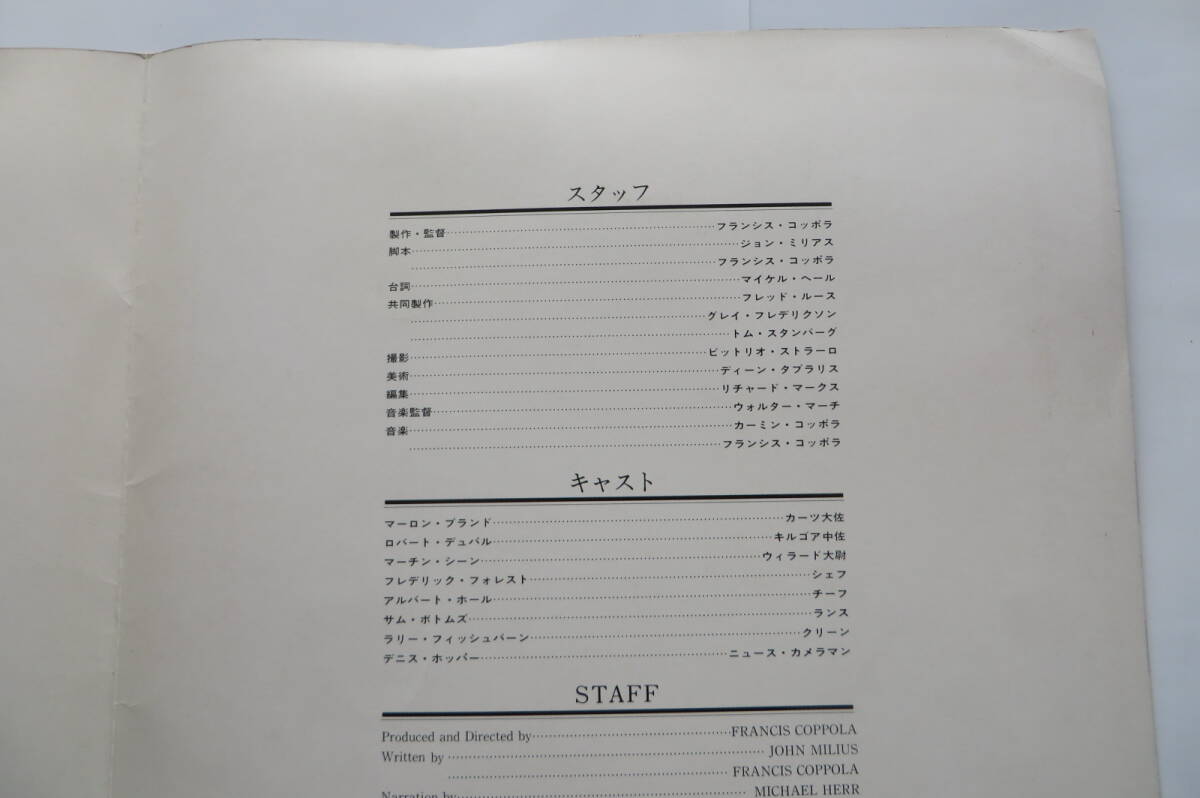 スタッフ
製作・監督……フランシス・コッポラ
脚本……ジョン・ミリアス
……フランシス・コッポラ
台詞……マイケル・ヘール
共同製作……フレッド・ルース
……グレイ・フレデリクソン
……トム・スタンバーグ
撮影……ビットリオ・ストラーロ
美術……ディーン・タブラリス
編集……リチャード・マークス
音楽監督……ウォルター・マーチ
音楽……カーミン・コッポラ
……フランシス・コッポラ
キャスト
マーロン・ブランド……カーツ大佐
ロバート・デュバル……キルゴア中佐
マーチン・シーン……ウィラード大尉
フレデリック・フォレスト……シェフ
アルバート・ホール……チーフ
サム・ボトムズ……ランス
ラリー・フィッシュバーン……クリーン
デニス・ホッパー……ニュース・カメラマン
STAFF
Produced and Directed by……FRANCIS COPPOLA
Written by……JOHN MILIUS
……FRANCIS COPPOLA
Narration by……MICHAEL HERR